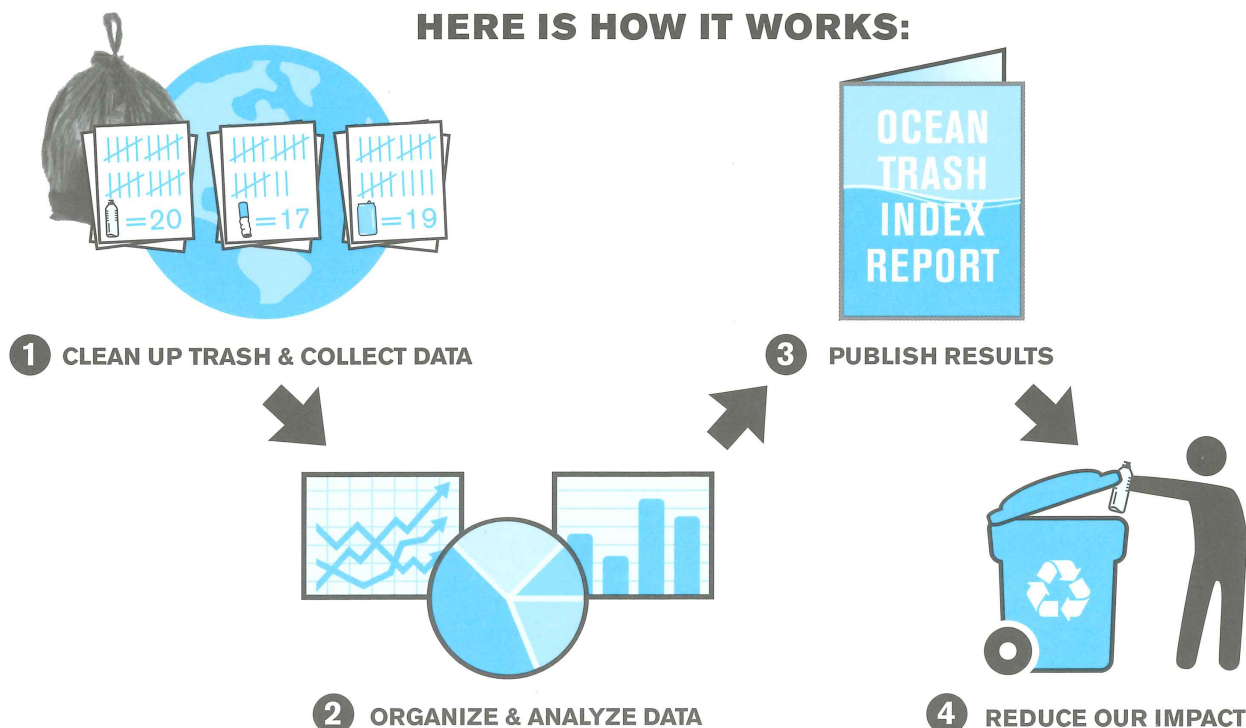 HERE IS HOW IT WORKS:
=20
=17
=19
1 CLEAN UP TRASH & COLLECT DATA
OCEAN
TRASH
INDEX
REPORT
3 PUBLISH RESULTS
2 ORGANIZE & ANALYZE DATA
4 REDUCE OUR IMPACT